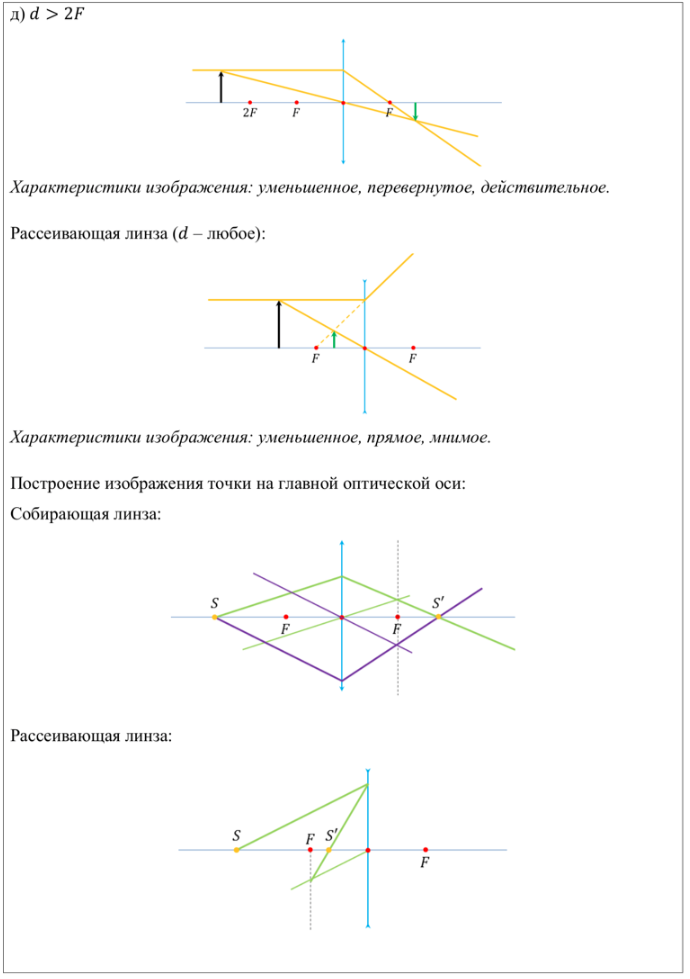 д) 𝑑 > 2𝐹
2𝐹 𝐹 𝐹
Характеристики изображения: уменьшенное, перевернутое, действительное.
Рассеивающая линза (𝑑 – любое):
𝐹 𝐹
Характеристики изображения: уменьшенное, прямое, мнимое.
Построение изображения точки на главной оптической оси:
Собирающая линза:
𝑆 𝑆′
𝐹 𝐹
Рассеивающая линза:
𝑆 𝐹 𝑆′
𝐹